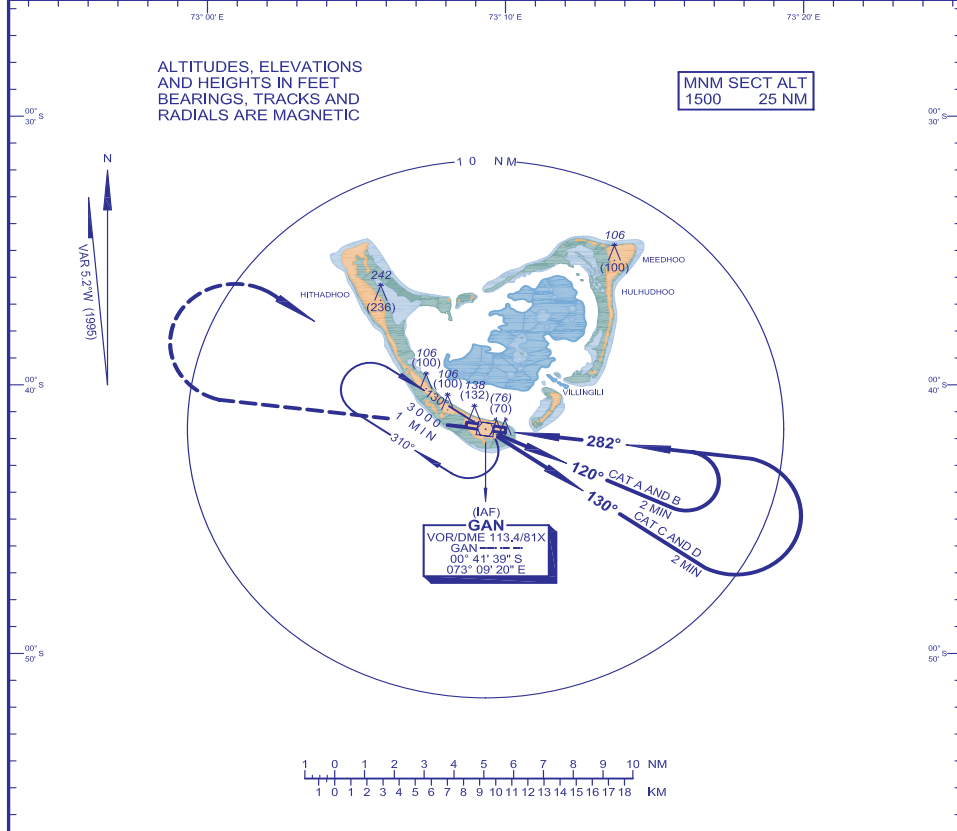 73° 00' E
73° 10' E
73° 20' E
ALTITUDES, ELEVATIONS
AND HEIGHTS IN FEET
BEARINGS, TRACKS AND
RADIALS ARE MAGNETIC
MNM SECT ALT
1500 25 NM
00°
30' S
00°
30' S
N
VAR 5.2°W (1995)
10 NM
106
(100)
MEEDHOO
HULHUDHOO
242
(236)
HITHADHOO
106
(100)
106
(100)
138
(132)
(76)
(70)
VILLINGILI
00°
40' S
00°
40' S
130°
3000
1 MIN
310°
282°
120°
CAT A AND B
2 MIN
130°
CAT C AND D
2 MIN
(IAF)
GAN
VOR/DME 113.4/81X
GAN
00° 41' 39" S
073° 09' 20" E
00°
50' S
00°
50' S
1 0 1 2 3 4 5 6 7 8 9 10 NM
1 0 1 2 3 4 5 6 7 8 9 10 11 12 13 14 15 16 17 18 KM